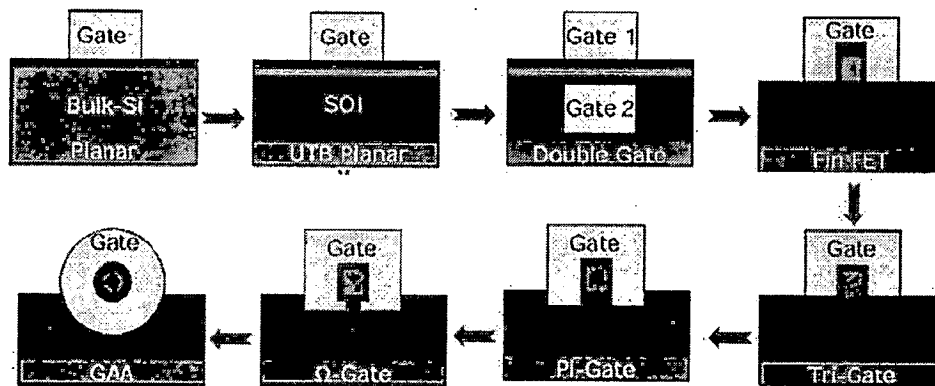 Gate
Bulk-Si
Planar
Gate
SOI
UTB Planar
Gate 1
Gate 2
Double Gate
Gate
Fin FET
Gate
Tri-Gate
Gate
Pi-Gate
Gate
Ω-Gate
Gate
GAA